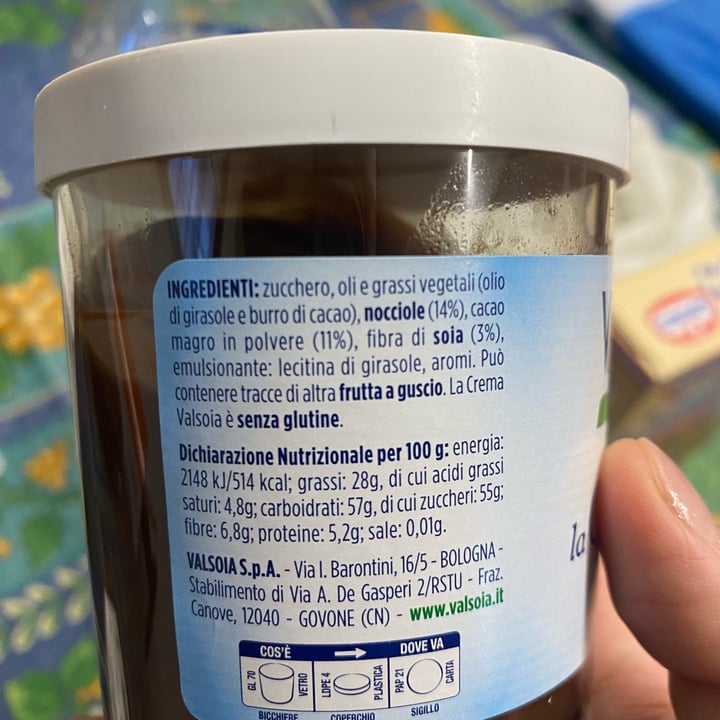 INGREDIENTI: zucchero, oli e grassi vegetali (olio
di girasole e burro di cacao), nocciole (14%), cacao
magro in polvere (11%), fibra di soia (3%),
emulsionante: lecitina di girasole, aromi. Può
contenere tracce di altra frutta a guscio. La Crema
Valsoia è senza glutine.
Dichiarazione Nutrizionale per 100 g: energia:
2148 kJ/514 kcal; grassi: 28g, di cui acidi grassi
saturi: 4,8g; carboidrati: 57g, di cui zuccheri: 55g;
fibre: 6,8g; proteine: 5,2g; sale: 0,01g.
VALSOIA S.p.A. - Via I. Barontini, 16/5 - BOLOGNA -
Stabilimento di Via A. De Gasperi 2/RSTU - Fraz.
Canove, 12040 - GOVONE (CN) - www.valsoia.it
COS'È DOVE VA
GL 70 VETRO LDPE 4 PLASTICA PAP 21 CARTA
BICCHIERE COPERCHIO SIGILLO
la